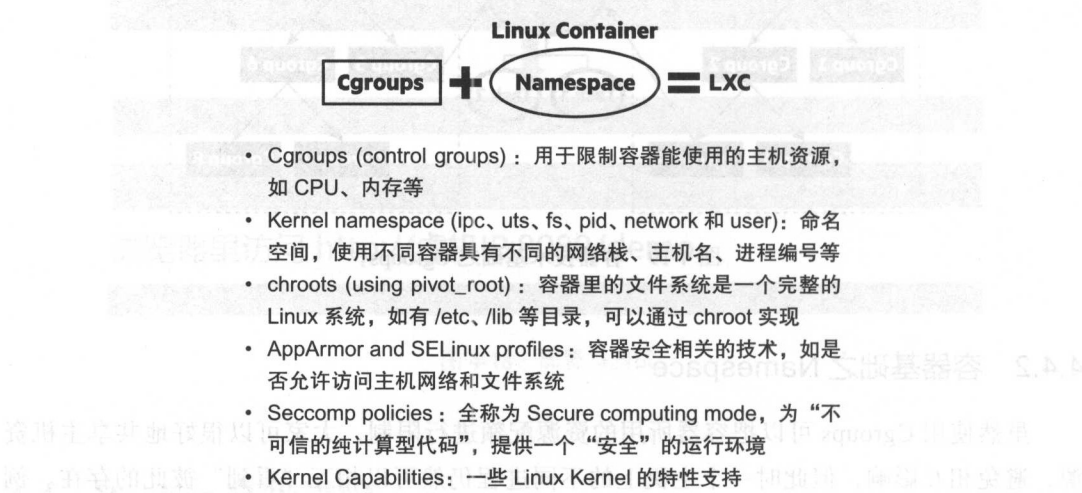 Linux Container
Cgroups + Namespace = LXC
• Cgroups (control groups)：用于限制容器能使用的主机资源，
如 CPU、内存等
• Kernel namespace (ipc、uts、fs、pid、network 和 user)：命名
空间，使用不同容器具有不同的网络栈、主机名、进程编号等
• chroots (using pivot_root)：容器里的文件系统是一个完整的
Linux 系统，如有 /etc、/lib 等目录，可以通过 chroot 实现
• AppArmor and SELinux profiles：容器安全相关的技术，如是
否允许访问主机网络和文件系统
• Seccomp policies：全称为 Secure computing mode，为“不
可信的纯计算型代码”，提供一个“安全”的运行环境
• Kernel Capabilities：一些 Linux Kernel 的特性支持